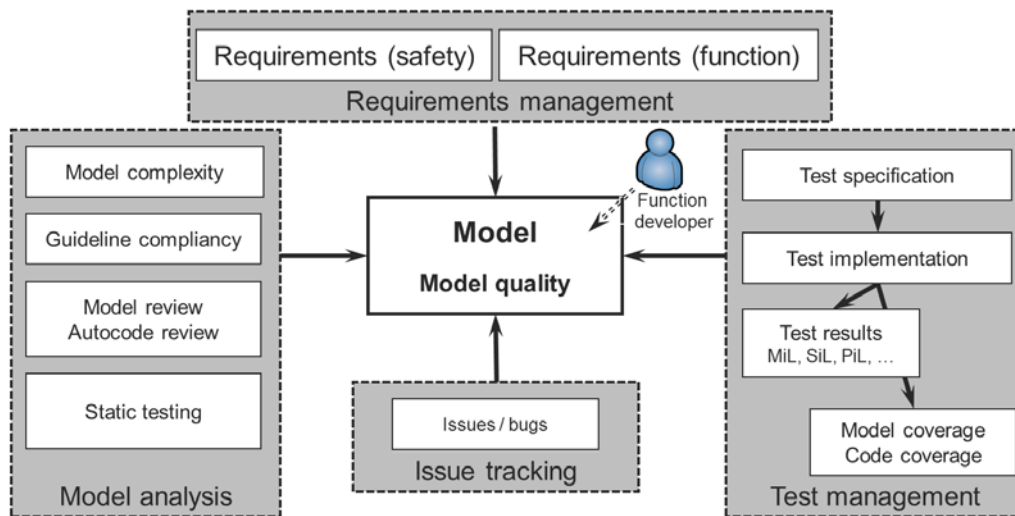 Requirements (safety)
Requirements (function)
Requirements management
Model complexity
Guideline compliancy
Model review
Autocode review
Static testing
Model analysis
Function
developer
Model
Model quality
Issues / bugs
Issue tracking
Test specification
Test implementation
Test results
MiL, SiL, PiL, ...
Model coverage
Code coverage
Test management